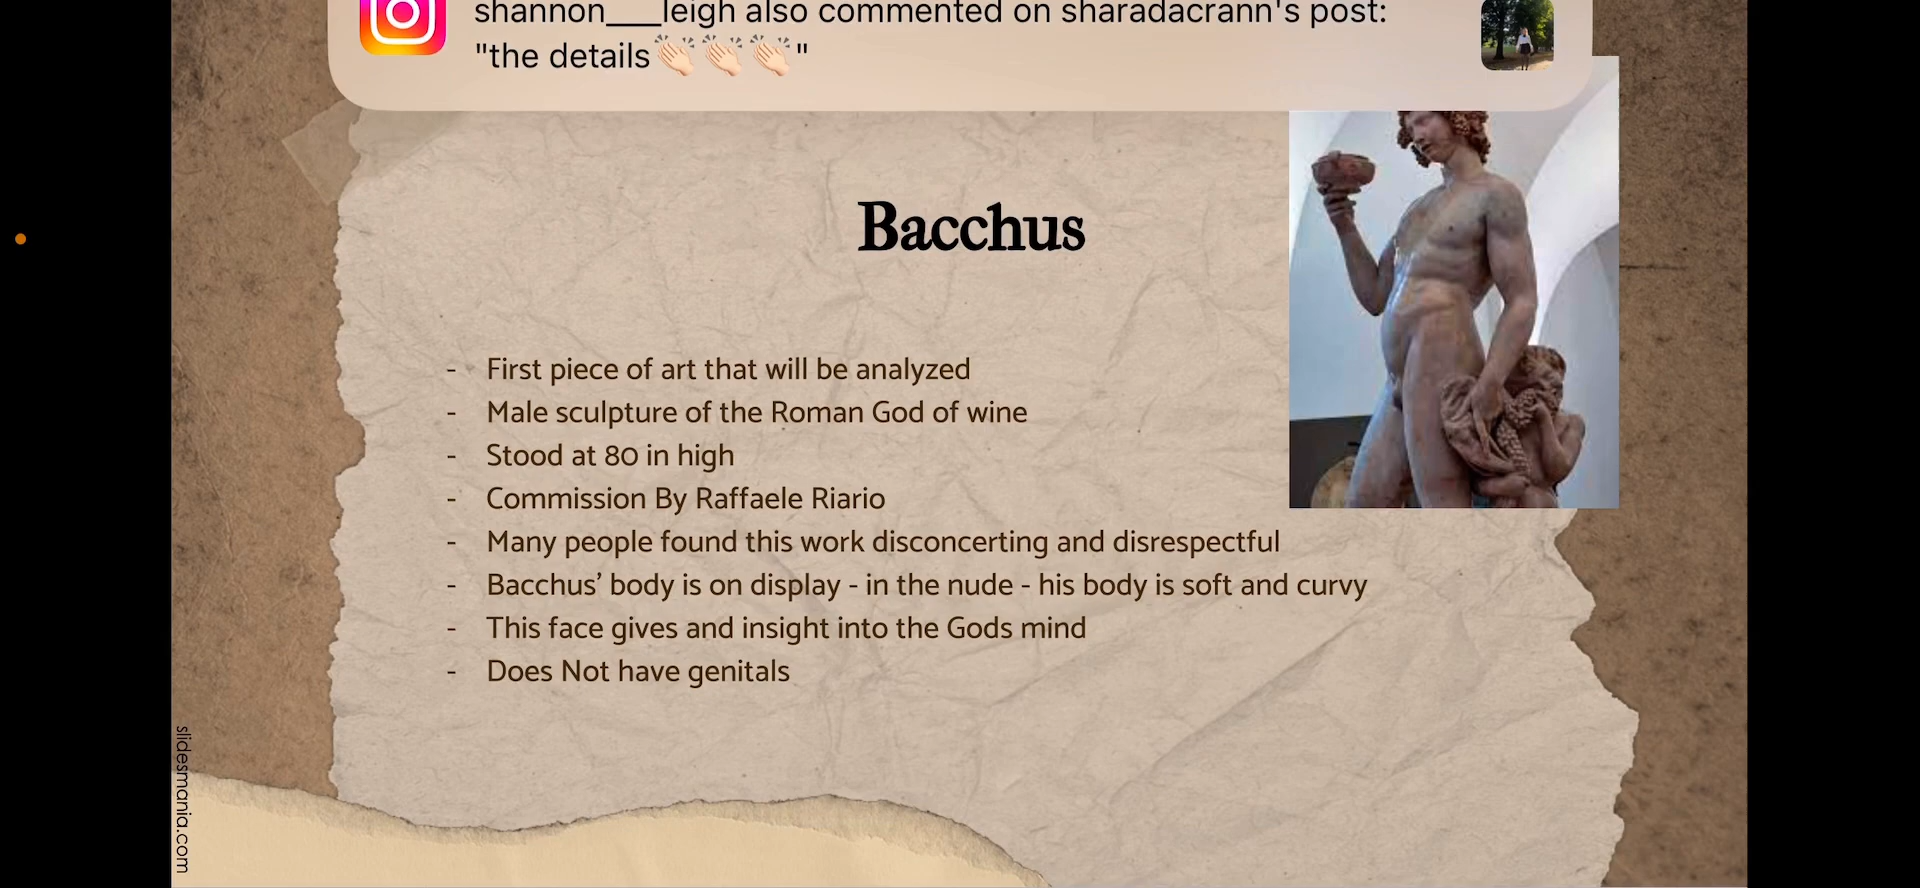 shannon___leigh also commented on sharadacrann's post:
"the details👏🏻👏🏻👏🏻"
Bacchus
- First piece of art that will be analyzed
- Male sculpture of the Roman God of wine
- Stood at 80 in high
- Commission By Raffaele Riario
- Many people found this work disconcerting and disrespectful
- Bacchus’ body is on display - in the nude - his body is soft and curvy
- This face gives and insight into the Gods mind
- Does Not have genitals
slidesmania.com